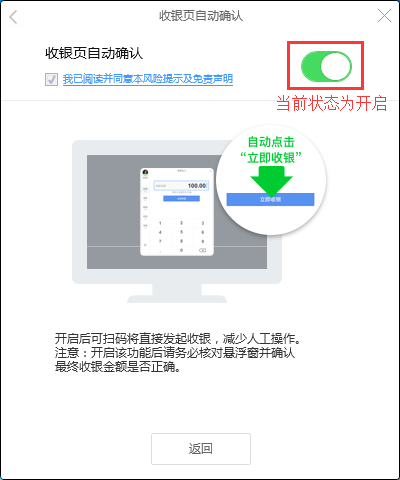 收银页自动确认
收银页自动确认
我已阅读并同意本风险提示及免责声明
当前状态为开启
自动点击
“立即收银”
立即收银
100.00
开启后可扫码将直接发起收银，减少人工操作。
注意：开启该功能后请务必核对悬浮窗并确认
最终收银金额是否正确。
返回